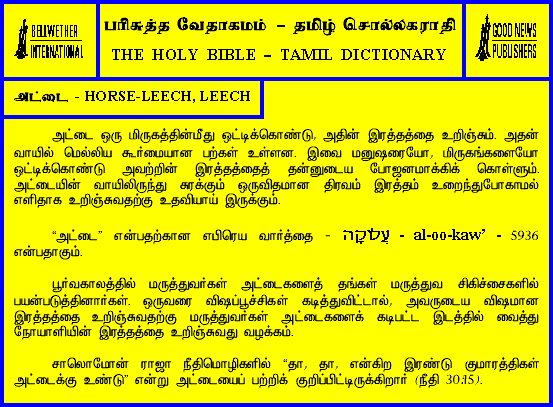 BELLWETHER
INTERNATIONAL
பரிசுத்த வேதாகமம் – தமிழ் சொல்லகராதி
THE HOLY BIBLE – TAMIL DICTIONARY
GOOD NEWS
PUBLISHERS
அட்டை - HORSE-LEECH, LEECH
அட்டை ஒரு மிருகத்தின்மீது ஒட்டிக்கொண்டு, அதின் இரத்தத்தை உறிஞ்சும். அதன்
வாயில் மெல்லிய கூர்மையான பற்கள் உள்ளன. இவை மனுஷரையோ, மிருகங்களையோ
ஒட்டிக்கொண்டு அவற்றின் இரத்தத்தைத் தன்னுடைய போஜனமாக்கிக் கொள்ளும்.
அட்டையின் வாயிலிருந்து சுரக்கும் ஒருவிதமான திரவம் இரத்தம் உறைந்துபோகாமல்
எளிதாக உறிஞ்சுவதற்கு உதவியாய் இருக்கும்.
“அட்டை” என்பதற்கான எபிரெய வார்த்தை - עֲלֻקָה - al-oo-kaw’ - 5936
என்பதாகும்.
பூர்வகாலத்தில் மருத்துவர்கள் அட்டைகளைத் தங்கள் மருத்துவ சிகிச்சைகளில்
பயன்படுத்தினார்கள். ஒருவரை விஷப்பூச்சிகள் கடித்துவிட்டால், அவருடைய விஷமான
இரத்தத்தை உறிஞ்சுவதற்கு மருத்துவர்கள் அட்டைகளைக் கடிபட்ட இடத்தில் வைத்து
நோயாளியின் இரத்தத்தை உறிஞ்சுவது வழக்கம்.
சாலொமோன் ராஜா நீதிமொழிகளில் “தா, தா, என்கிற இரண்டு குமாரத்திகள்
அட்டைக்கு உண்டு” என்று அட்டையைப் பற்றிக் குறிப்பிட்டிருக்கிறார் (நீதி 30:15).